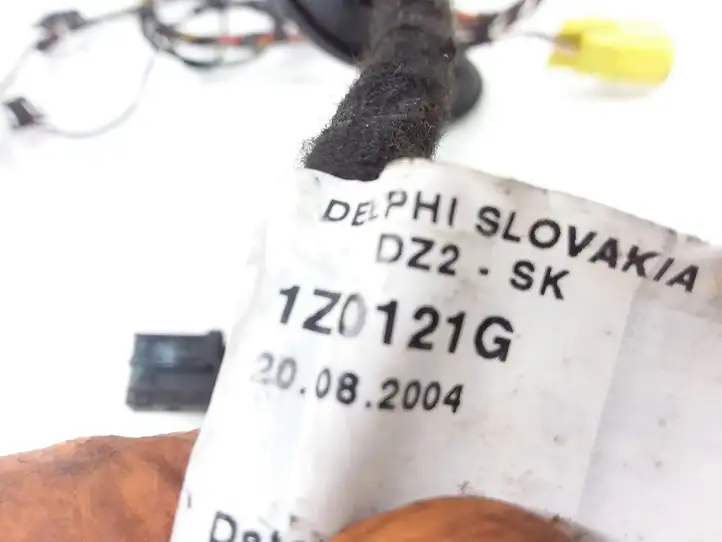 DELPHI SLOVAKIA
DZ2 - SK
1Z0121G
20.08.2004